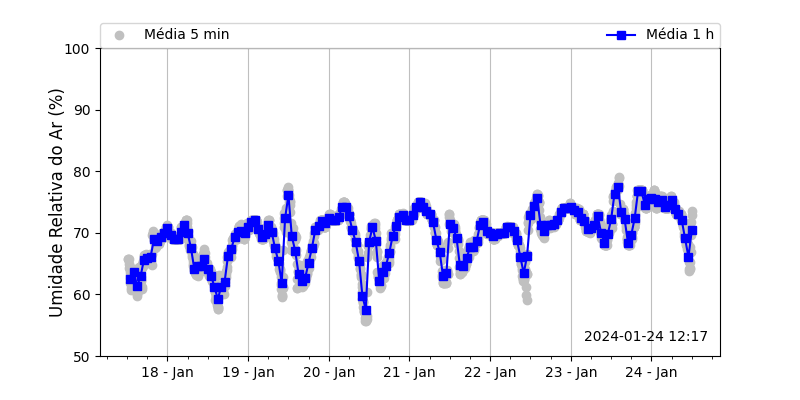 Média 5 min
Média 1 h
Umidade Relativa do Ar (%)
100
90
80
70
60
50
2024-01-24 12:17
18 - Jan
19 - Jan
20 - Jan
21 - Jan
22 - Jan
23 - Jan
24 - Jan